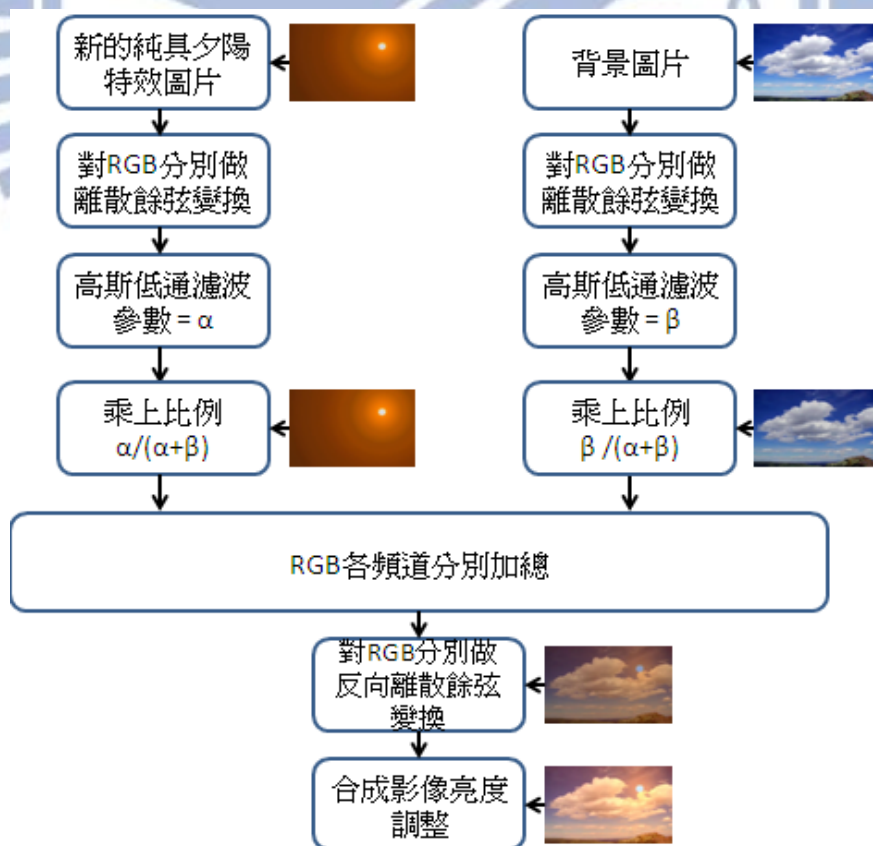 新的純具夕陽
特效圖片
背景圖片
對RGB分別做
離散餘弦變換
對RGB分別做
離散餘弦變換
高斯低通濾波
參數 = α
高斯低通濾波
參數 = β
乘上比例
α/(α+β)
乘上比例
β /(α+β)
RGB各頻道分別加總
對RGB分別做
反向離散餘弦
變換
合成影像亮度
調整